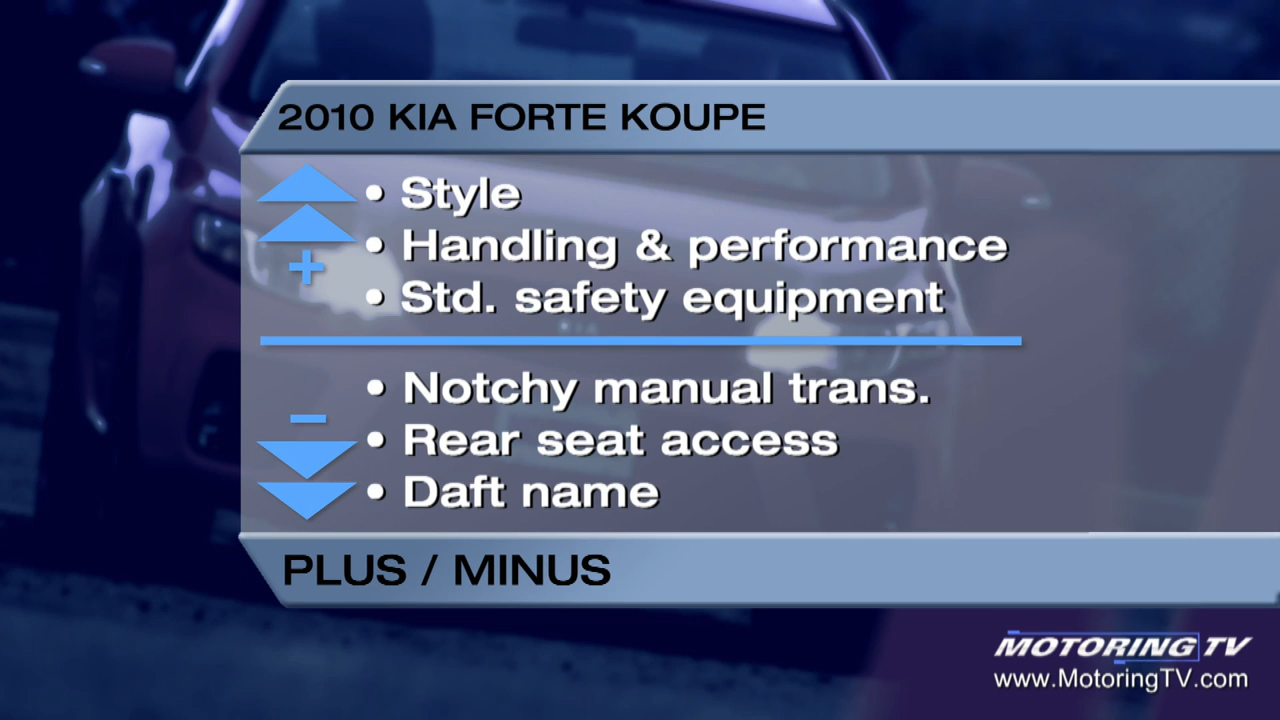 2010 KIA FORTE KOUPE
• Style
• Handling & performance
+
• Std. safety equipment
• Notchy manual trans.
-
• Rear seat access
• Daft name
PLUS / MINUS
MOTORING TV
www.MotoringTV.com